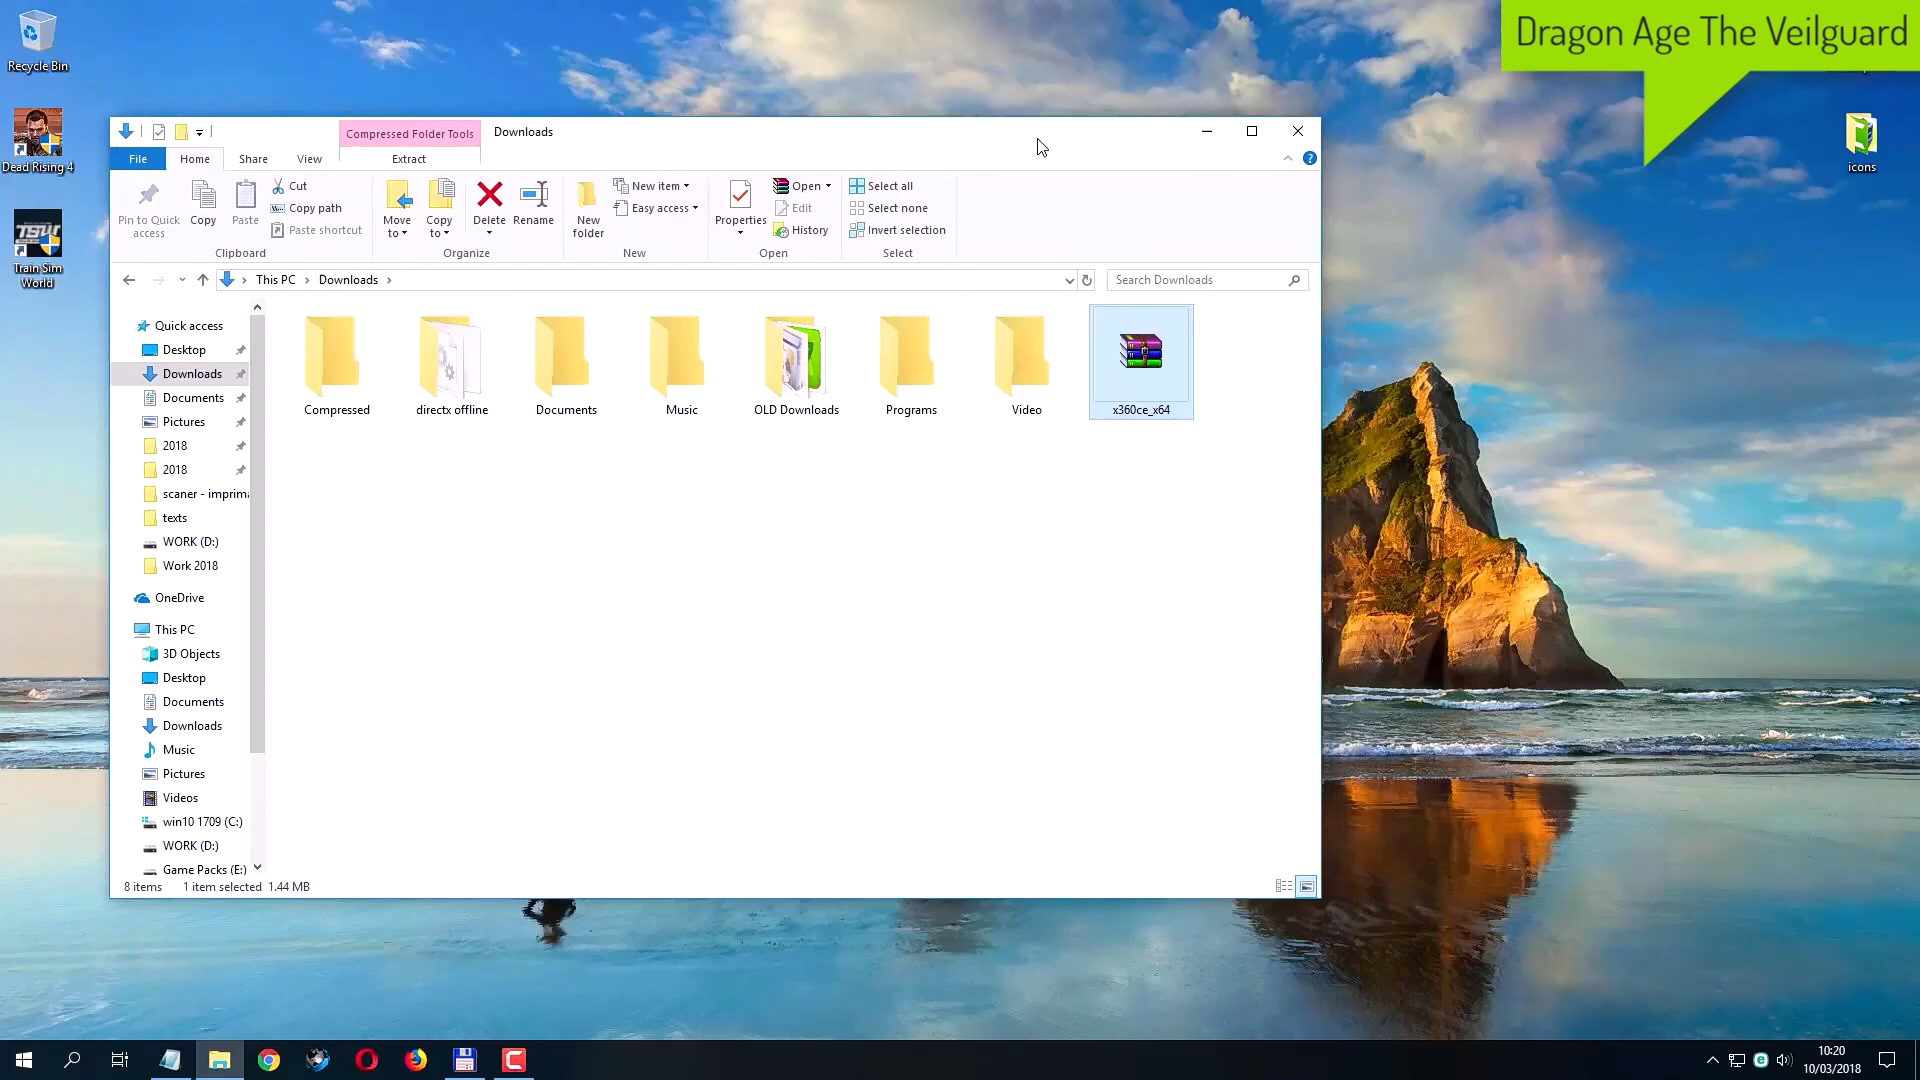 Dragon Age The Veilguard
Recycle Bin
Dead Rising 4
TSW
Train Sim
World
icons
Compressed Folder Tools
Downloads
File
Home
Share
View
Extract
Pin to Quick
access
Copy
Paste
Cut
Copy path
Paste shortcut
Clipboard
Move
to
Copy
to
Delete
Rename
Organize
New
folder
New item
Easy access
New
Properties
Open
Edit
History
Open
Select all
Select none
Invert selection
Select
This PC
Downloads
Search Downloads
Quick access
Desktop
Downloads
Documents
Pictures
2018
2018
scaner - imprima
texts
WORK (D:)
Work 2018
OneDrive
This PC
3D Objects
Desktop
Documents
Downloads
Music
Pictures
Videos
win10 1709 (C:)
WORK (D:)
Game Packs (E:)
Compressed
directx offline
Documents
Music
OLD Downloads
Programs
Video
x360ce_x64
8 items
1 item selected 1.44 MB
10:20
10/03/2018